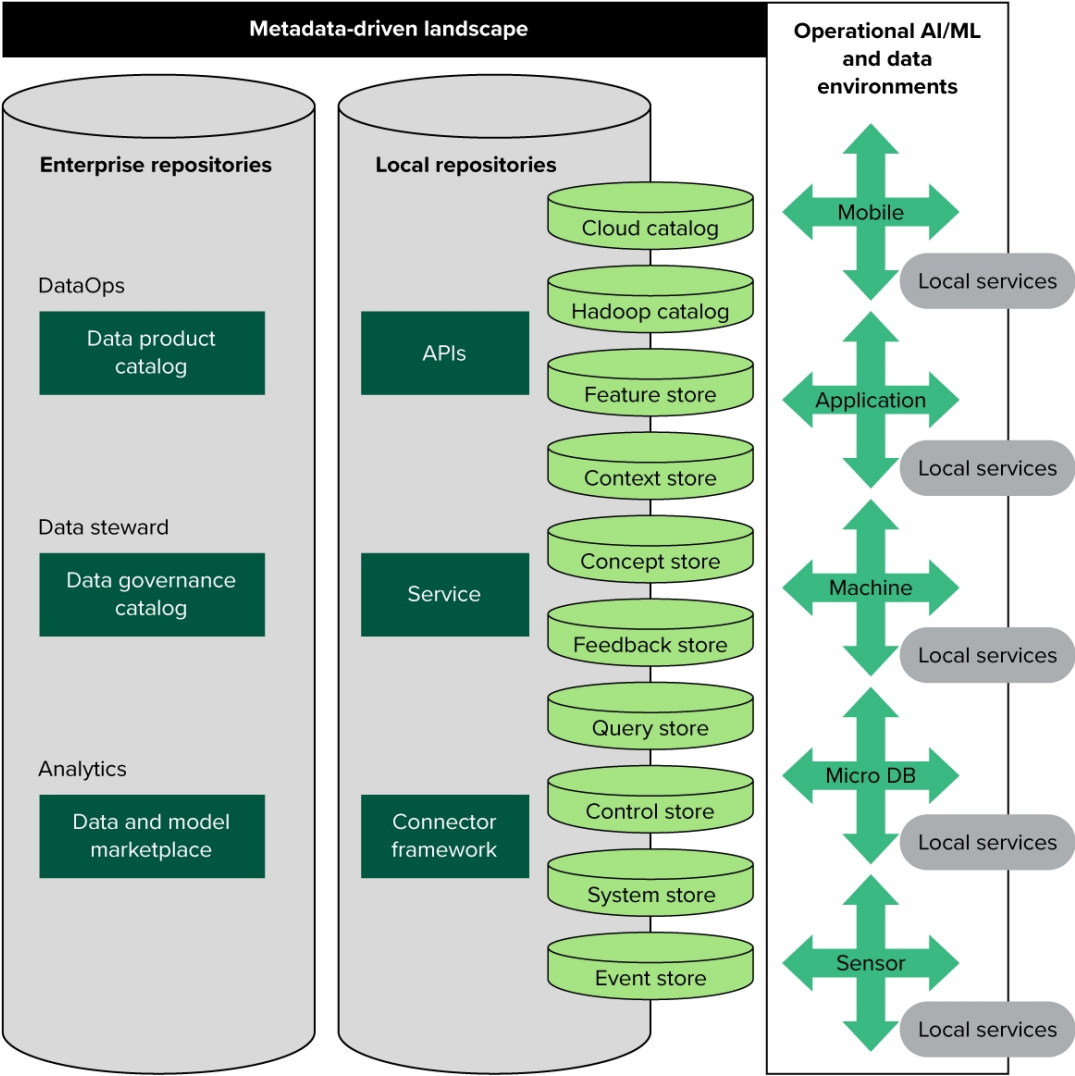 Metadata-driven landscape
Operational AI/ML
and data
environments
Enterprise repositories
DataOps
Data product
catalog
Data steward
Data governance
catalog
Analytics
Data and model
marketplace
Local repositories
APIs
Service
Connector
framework
Cloud catalog
Hadoop catalog
Feature store
Context store
Concept store
Feedback store
Query store
Control store
System store
Event store
Mobile
Local services
Application
Local services
Machine
Local services
Micro DB
Local services
Sensor
Local services